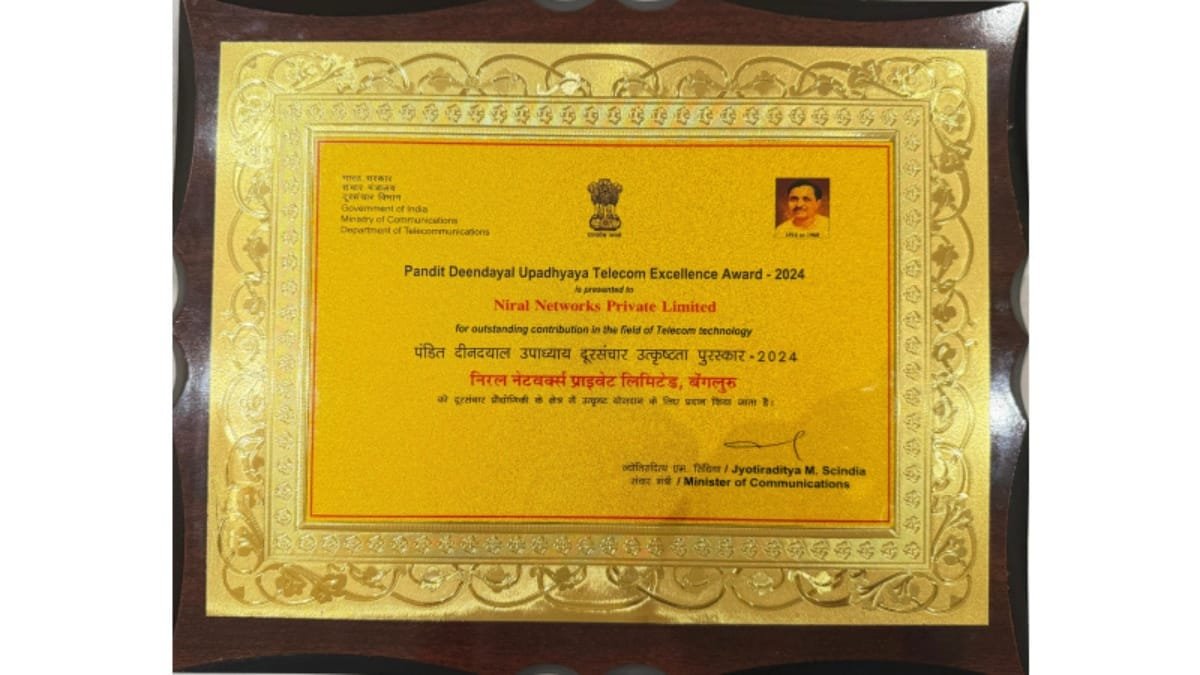 भारत सरकार
संचार मंत्रालय
दूरसंचार विभाग
Government of India
Ministry of Communications
Department of Telecommunications
सत्यमेव जयते
Pandit Deendayal Upadhyaya Telecom Excellence Award - 2024
is presented to
Niral Networks Private Limited
for outstanding contribution in the field of Telecom technology
पंडित दीनदयाल उपाध्याय दूरसंचार उत्कृष्टता पुरस्कार - 2024
निरल नेटवर्क्स प्राइवेट लिमिटेड, बेंगलुरु
को दूरसंचार प्रौद्योगिकी के क्षेत्र में उत्कृष्ट योगदान के लिए प्रदान किया जाता है।
ज्योतिरादित्य एम. सिंधिया / Jyotiraditya M. Scindia
संचार मंत्री / Minister of Communications